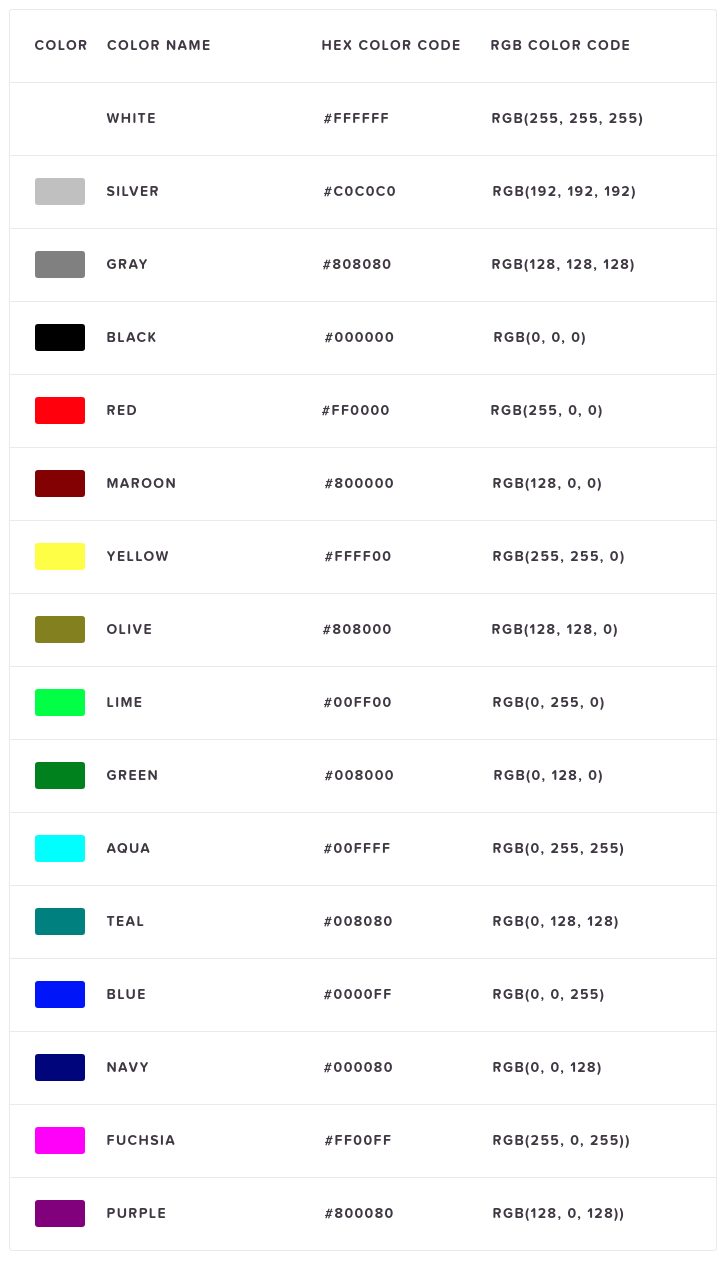 COLOR COLOR NAME HEX COLOR CODE RGB COLOR CODE
WHITE #FFFFFF RGB(255, 255, 255)
SILVER #C0C0C0 RGB(192, 192, 192)
GRAY #808080 RGB(128, 128, 128)
BLACK #000000 RGB(0, 0, 0)
RED #FF0000 RGB(255, 0, 0)
MAROON #800000 RGB(128, 0, 0)
YELLOW #FFFF00 RGB(255, 255, 0)
OLIVE #808000 RGB(128, 128, 0)
LIME #00FF00 RGB(0, 255, 0)
GREEN #008000 RGB(0, 128, 0)
AQUA #00FFFF RGB(0, 255, 255)
TEAL #008080 RGB(0, 128, 128)
BLUE #0000FF RGB(0, 0, 255)
NAVY #000080 RGB(0, 0, 128)
FUCHSIA #FF00FF RGB(255, 0, 255))
PURPLE #800080 RGB(128, 0, 128))